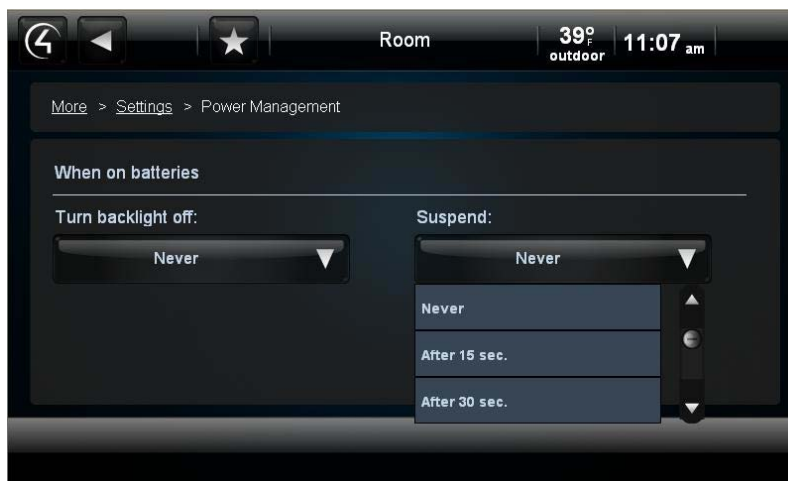 Room
39°F
outdoor
11:07 am
More > Settings > Power Management
When on batteries
Turn backlight off:
Suspend:
Never
Never
Never
After 15 sec.
After 30 sec.